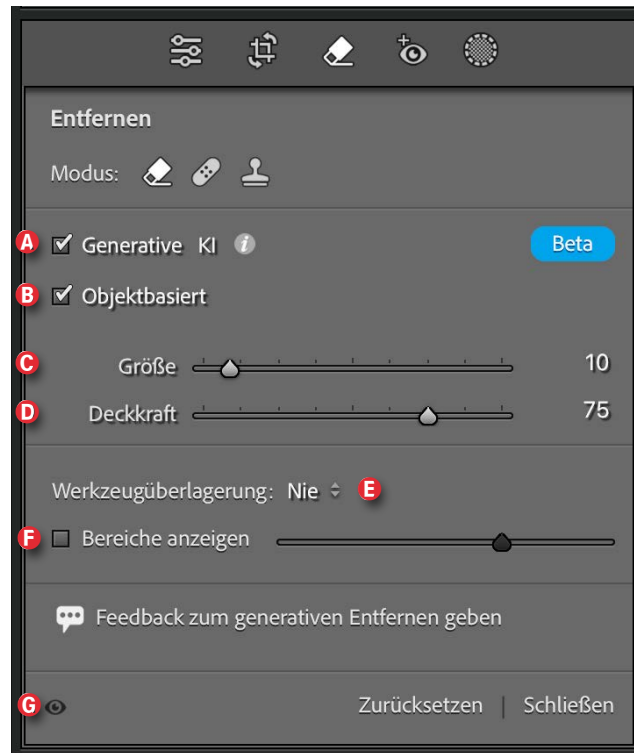 Entfernen
Modus:
A Generative KI i Beta
B Objektbasiert
C Größe 10
D Deckkraft 75
Werkzeugüberlagerung: Nie E
F Bereiche anzeigen
Feedback zum generativen Entfernen geben
G Zurücksetzen | Schließen